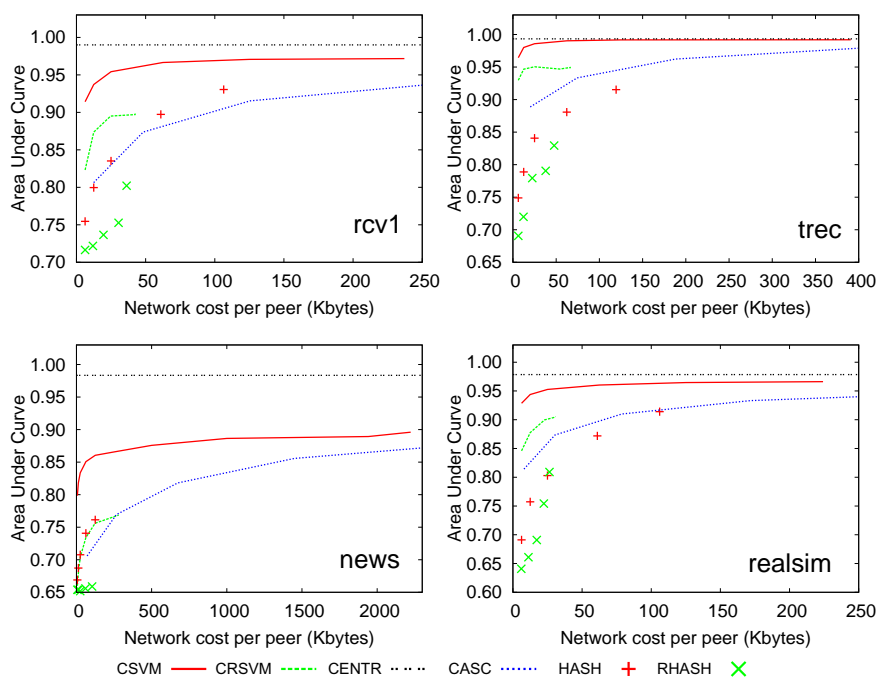 1.00
0.95
0.90
0.85
0.80
0.75
0.70
Area Under Curve
rcv1
0 50 100 150 200 250
Network cost per peer (Kbytes)
1.00
0.95
0.90
0.85
0.80
0.75
0.70
0.65
Area Under Curve
trec
0 50 100 150 200 250 300 350 400
Network cost per peer (Kbytes)
1.00
0.95
0.90
0.85
0.80
0.75
0.70
0.65
Area Under Curve
news
0 500 1000 1500 2000
Network cost per peer (Kbytes)
1.00
0.95
0.90
0.85
0.80
0.75
0.70
0.65
0.60
Area Under Curve
realsim
0 50 100 150 200 250
Network cost per peer (Kbytes)
CSVM CRSVM CENTR CASC HASH RHASH